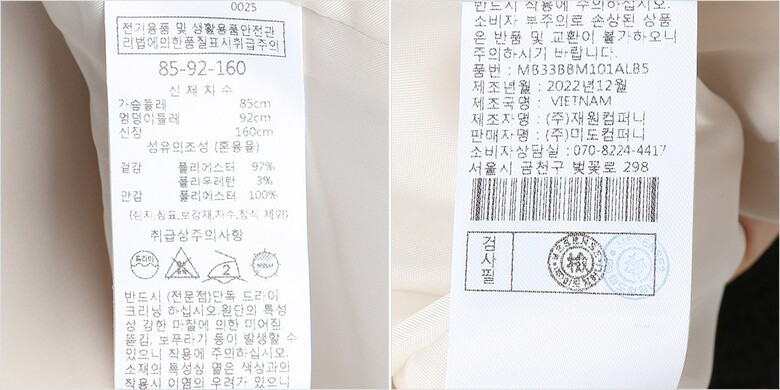 0025
전기용품 및 생활용품안전관
리법에의한품질표시취급주의
85-92-160
신 체 치 수
가슴둘레 85cm
엉덩이둘레 92cm
신장 160cm
섬유의조성 (혼용율)
겉감 폴리에스터 97%
폴리우레탄 3%
안감 폴리에스터 100%
(심지,상표,보강재,자수,장식 제외)
취급상주의사항
드라이
2
반드시 (전문점)단독 드라이
크리닝 하십시오.원단의 특성
상 강한 마찰에 의한 미어짐,
뜯김, 보푸라기 등이 발생할 수
있으니 착용에 주의하십시오.
소재의 특성상 옅은 색상과의
착용시 이염의 우려가 있으니
반드시 착용에 주의하십시오.
소비자 부주의로 손상된 상품
은 반품 및 교환이 불가하오니
주의하시기 바랍니다.
품번 : MB33BBM101ALB5
제조년월 : 2022년12월
제조국명 : VIETNAM
제조자명 : (주)재원컴퍼니
판매자명 : (주)미도컴퍼니
소비자상담실 : 070-8224-4417
서울시 금천구 벚꽃로 298
검사필